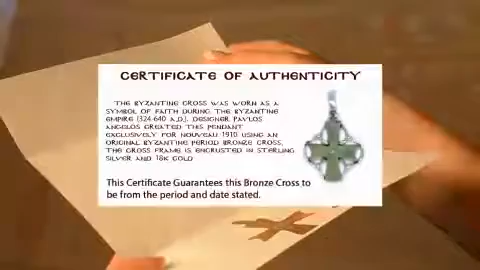 CERTIFICATE OF AUTHENTICITY
THE BYZANTINE CROSS WAS WORN AS A
SYMBOL OF FAITH DURING THE BYZANTINE
EMPIRE (324-640 A.D.). DESIGNER PAVLOS
ANGELOS CREATED THIS PENDANT
EXCLUSIVELY FOR NOUVEAU 1910 USING AN
ORIGINAL BYZANTINE PERIOD BRONZE CROSS,
THE CROSS FRAME IS ENCRUSTED IN STERLING
SILVER AND 18K GOLD
This Certificate Guarantees this Bronze Cross to
be from the period and date stated.